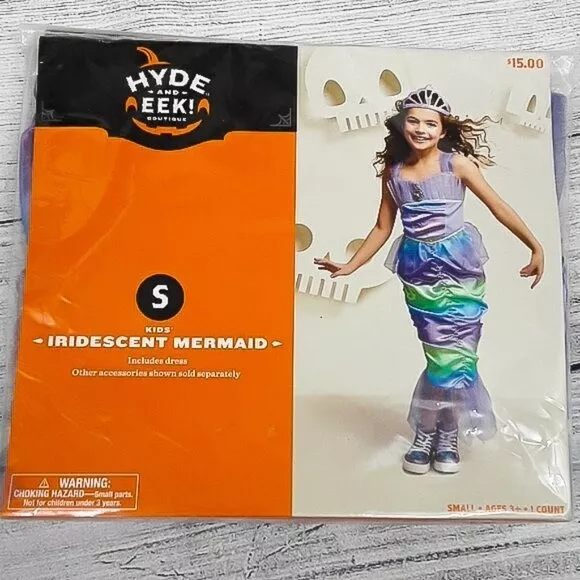 HYDE
AND
EEK!
BOUTIQUE
$15.00
S
KIDS'
IRIDESCENT MERMAID
Includes dress
Other accessories shown sold separately
WARNING:
CHOKING HAZARD—Small parts.
Not for children under 3 years.
SMALL • AGES 3+ • 1 COUNT